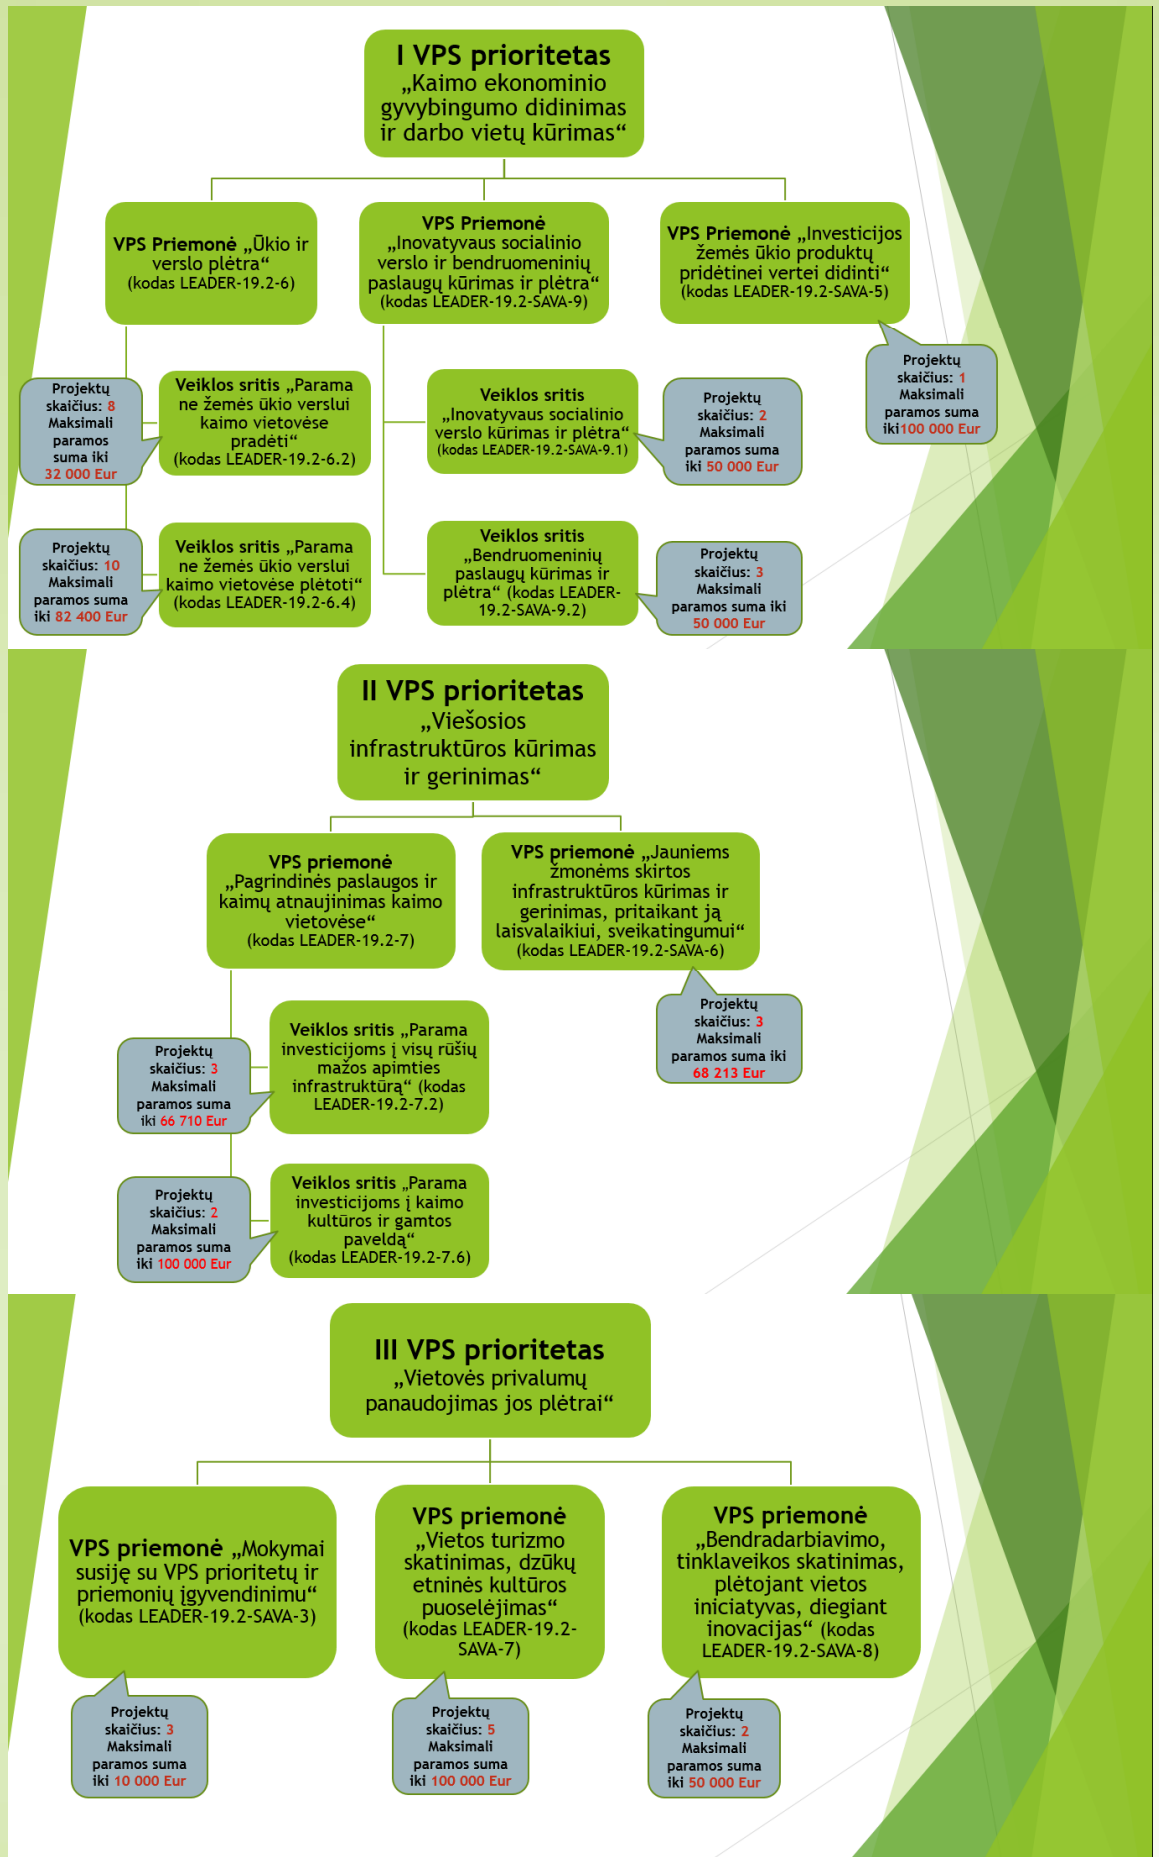 I VPS prioritetas
„Kaimo ekonominio
gyvybingumo didinimas
ir darbo vietų kūrimas“
VPS Priemonė „Ūkio ir
verslo plėtra“
(kodas LEADER-19.2-6)
VPS Priemonė
„Inovatyvaus socialinio
verslo ir bendruomeninių
paslaugų kūrimas ir plėtra“
(kodas LEADER-19.2-SAVA-9)
VPS Priemonė „Investicijos
žemės ūkio produktų
pridėtinei vertei didinti“
(kodas LEADER-19.2-SAVA-5)
Projektų
skaičius: 1
Maksimali
paramos suma
iki100 000 Eur
Projektų
skaičius: 8
Maksimali
paramos
suma iki
32 000 Eur
Veiklos sritis „Parama
ne žemės ūkio verslui
kaimo vietovėse
pradėti“
(kodas LEADER-19.2-6.2)
Veiklos sritis
„Inovatyvaus socialinio
verslo kūrimas ir plėtra“
(kodas LEADER-19.2-SAVA-9.1)
Projektų
skaičius: 2
Maksimali
paramos suma
iki 50 000 Eur
Projektų
skaičius: 10
Maksimali
paramos suma
iki 82 400 Eur
Veiklos sritis „Parama
ne žemės ūkio verslui
kaimo vietovėse plėtoti“
(kodas LEADER-19.2-6.4)
Veiklos sritis
„Bendruomeninių
paslaugų kūrimas ir
plėtra“ (kodas LEADER-
19.2-SAVA-9.2)
Projektų
skaičius: 3
Maksimali
paramos suma iki
50 000 Eur
II VPS prioritetas
„Viešosios
infrastruktūros kūrimas
ir gerinimas“
VPS priemonė
„Pagrindinės paslaugos ir
kaimų atnaujinimas kaimo
vietovėse“
(kodas LEADER-19.2-7)
VPS priemonė „Jauniems
žmonėms skirtos
infrastruktūros kūrimas ir
gerinimas, pritaikant ją
laisvalaikiui, sveikatingumui“
(kodas LEADER-19.2-SAVA-6)
Projektų
skaičius: 3
Maksimali
paramos suma iki
68 213 Eur
Projektų
skaičius: 3
Maksimali
paramos suma
iki 66 710 Eur
Veiklos sritis „Parama
investicijoms į visų rūšių
mažos apimties
infrastruktūrą“ (kodas
LEADER-19.2-7.2)
Projektų
skaičius: 2
Maksimali
paramos suma
iki 100 000 Eur
Veiklos sritis „Parama
investicijoms į kaimo
kultūros ir gamtos
paveldą“
(kodas LEADER-19.2-7.6)
III VPS prioritetas
„Vietovės privalumų
panaudojimas jos plėtrai“
VPS priemonė „Mokymai
susiję su VPS prioritetų ir
priemonių įgyvendinimu“
(kodas LEADER-19.2-SAVA-3)
VPS priemonė
„Vietos turizmo
skatinimas, dzūkų
etninės kultūros
puoselėjimas“
(kodas LEADER-19.2-
SAVA-7)
VPS priemonė
„Bendradarbiavimo,
tinklaveikos skatinimas,
plėtojant vietos
iniciatyvas, diegiant
inovacijas“ (kodas
LEADER-19.2-SAVA-8)
Projektų
skaičius: 3
Maksimali
paramos suma
iki 10 000 Eur
Projektų
skaičius: 5
Maksimali
paramos suma
iki 100 000 Eur
Projektų
skaičius: 2
Maksimali
paramos suma
iki 50 000 Eur